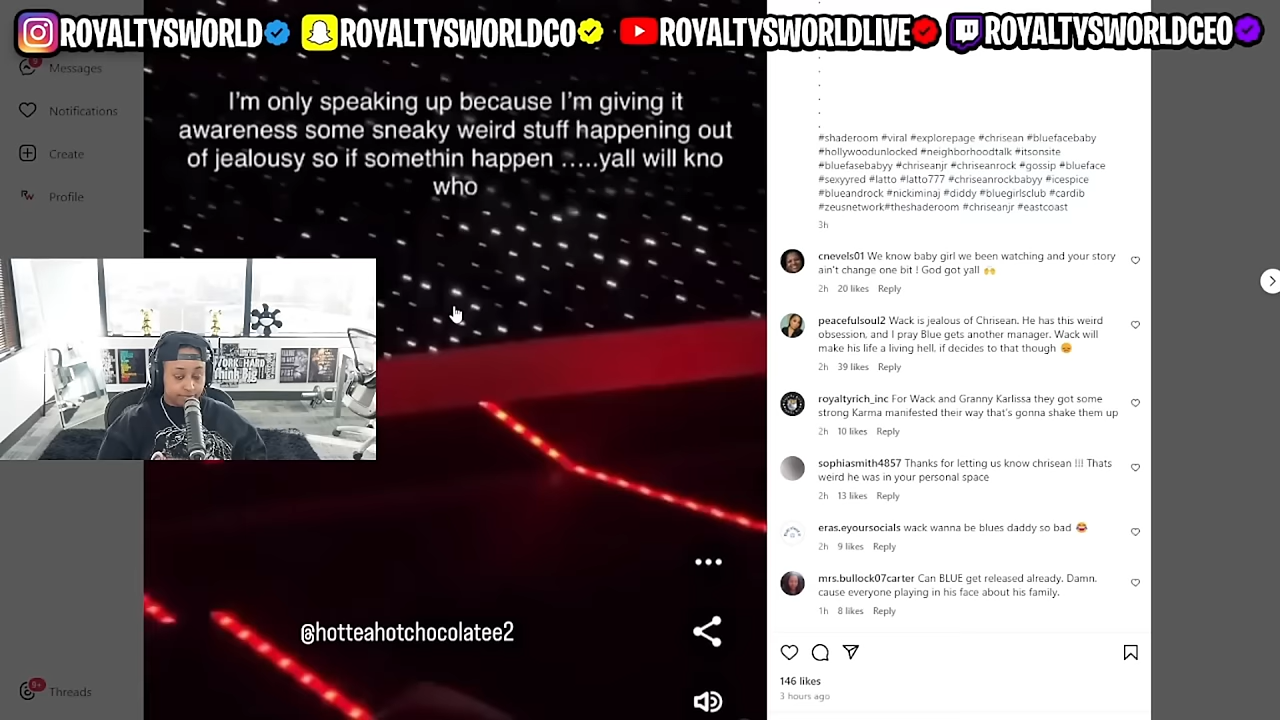 ROYALTYSWORLD ROYALTYSWORLDCO ROYALTYSWORLDLIVE ROYALTYSWORLDCEO
Messages
Notifications
Create
Profile
9+
Threads
I'm only speaking up because I'm giving it
awareness some sneaky weird stuff happening out
of jealousy so if somethin happen .....yall will kno
who
WORK HARD
Think Big
@hotteahotchocolatee2
.
.
.
.
.
.
#shaderoom #viral #explorepage #chrisean #bluefacebaby
#hollywoodunlocked #neighborhoodtalk #itsonsite
#bluefasebabyy #chriseanjr #chriseanrock #gossip #blueface
#sexyyred #latto #latto777 #chriseanrockbabyy #icespice
#blueandrock #nickiminaj #diddy #bluegirlsclub #cardib
#zeusnetwork#theshaderoom #chriseanjr #eastcoast
3h
cnevels01 We know baby girl we been watching and your story
ain't change one bit ! God got yall 🙌
2h 20 likes Reply
peacefulsoul2 Wack is jealous of Chrisean. He has this weird
obsession, and I pray Blue gets another manager. Wack will
make his life a living hell, if decides to that though 😞
2h 39 likes Reply
royaltyrich_inc For Wack and Granny Karlissa they got some
strong Karma manifested their way that's gonna shake them up
2h 10 likes Reply
sophiasmith4857 Thanks for letting us know chrisean !!! Thats
weird he was in your personal space
2h 13 likes Reply
eras.eyoursocials wack wanna be blues daddy so bad 😂
2h 9 likes Reply
mrs.bullock07carter Can BLUE get released already. Damn.
cause everyone playing in his face about his family.
1h 8 likes Reply
146 likes
3 hours ago